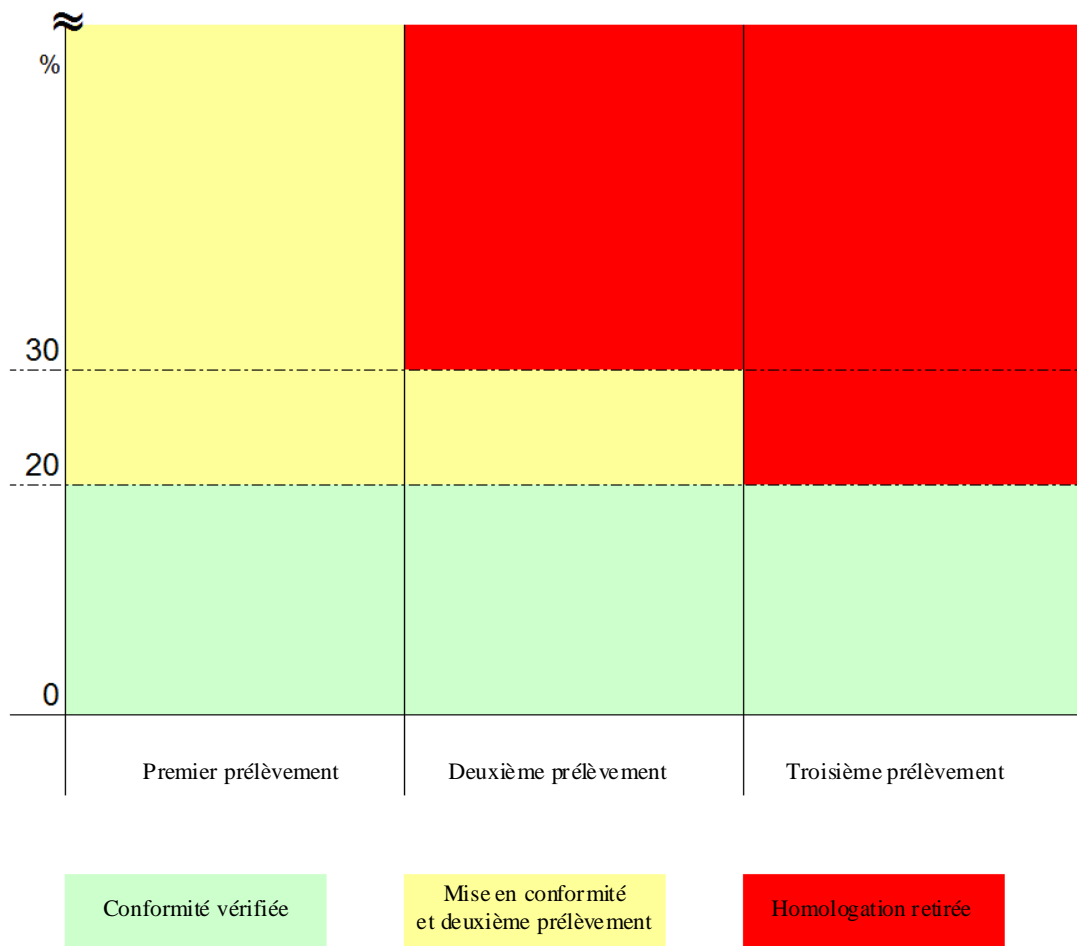 ≈
%
30
20
0
Premier prélèvement
Deuxième prélèvement
Troisième prélèvement
Conformité vérifiée
Mise en conformité
et deuxième prélèvement
Homologation retirée